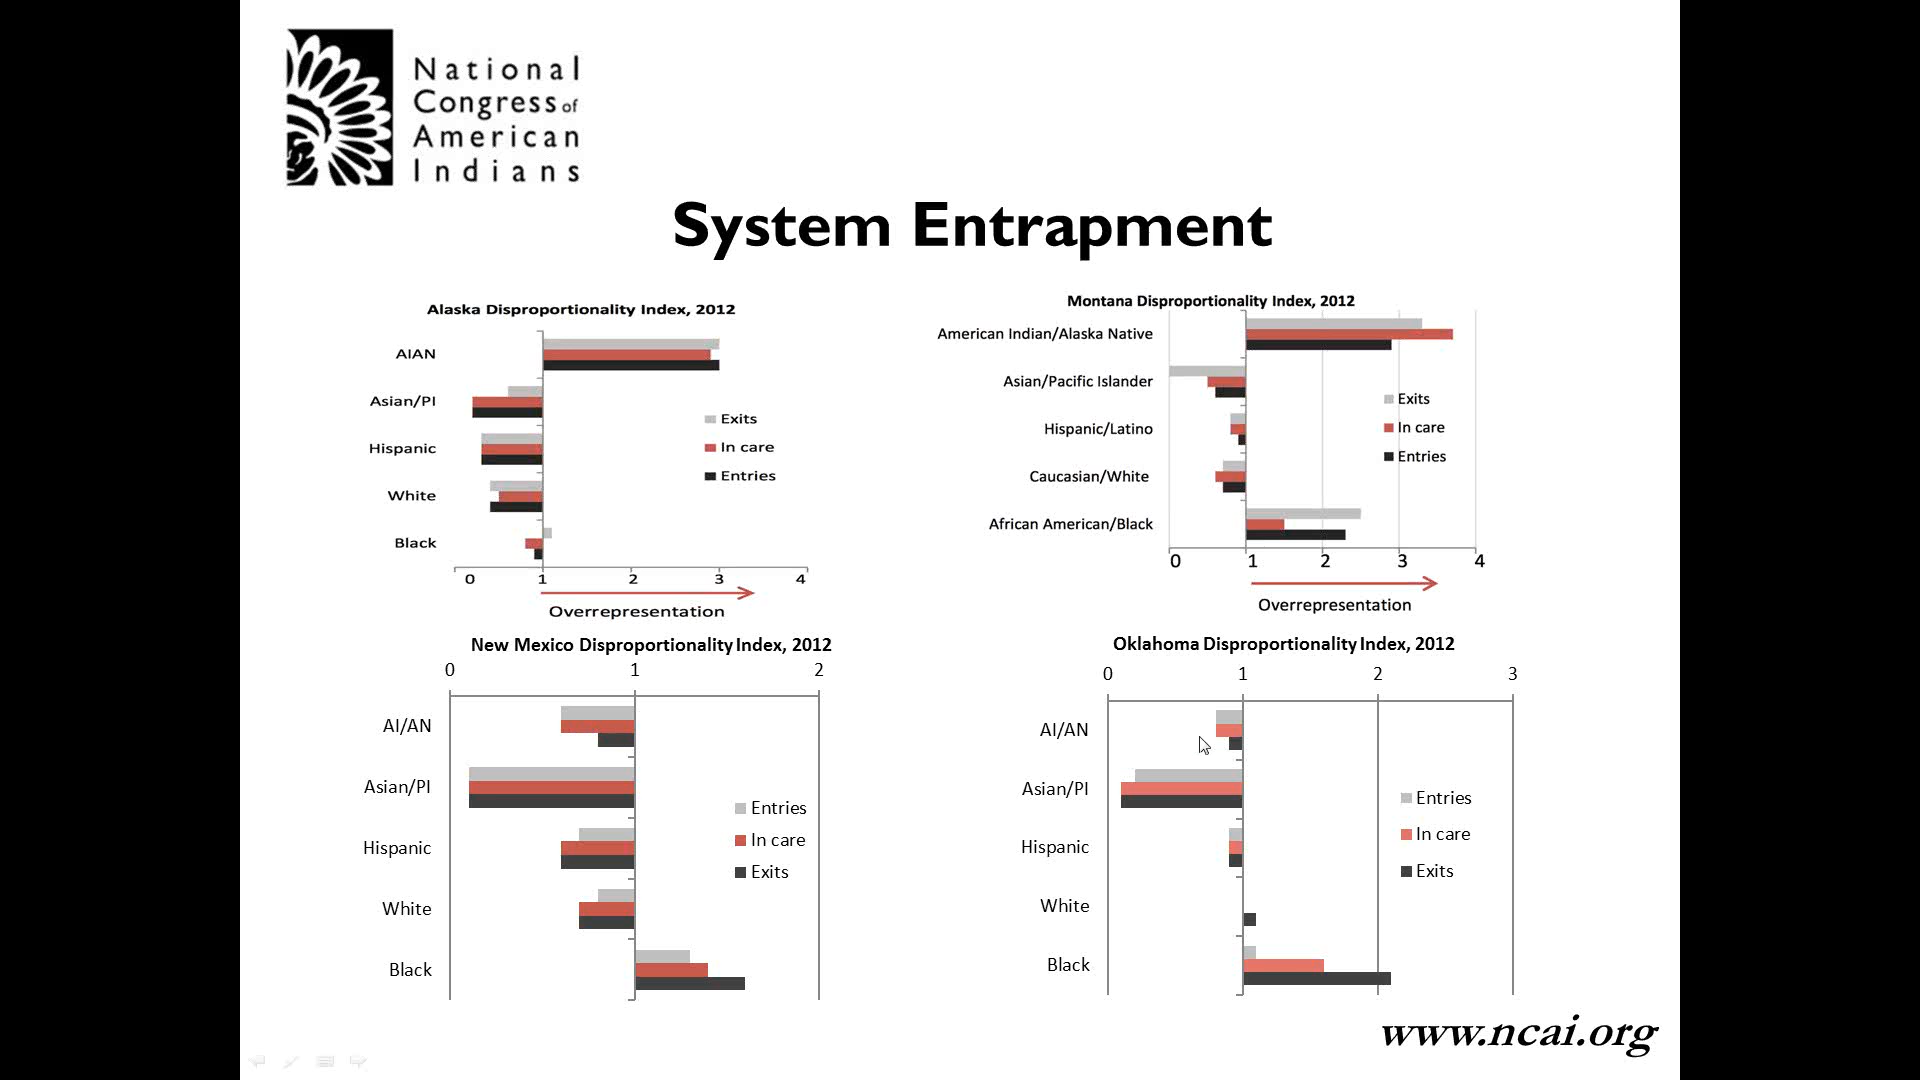 National
Congress of
American
Indians
System Entrapment
Alaska Disproportionality Index, 2012
AIAN
Asian/PI
Hispanic
White
Black
Exits
In care
Entries
0 1 2 3 4
Overrepresentation
Montana Disproportionality Index, 2012
American Indian/Alaska Native
Asian/Pacific Islander
Hispanic/Latino
Caucasian/White
African American/Black
Exits
In care
Entries
0 1 2 3 4
Overrepresentation
New Mexico Disproportionality Index, 2012
0 1 2
AI/AN
Asian/PI
Hispanic
White
Black
Entries
In care
Exits
Oklahoma Disproportionality Index, 2012
0 1 2 3
AI/AN
Asian/PI
Hispanic
White
Black
Entries
In care
Exits
www.ncai.org